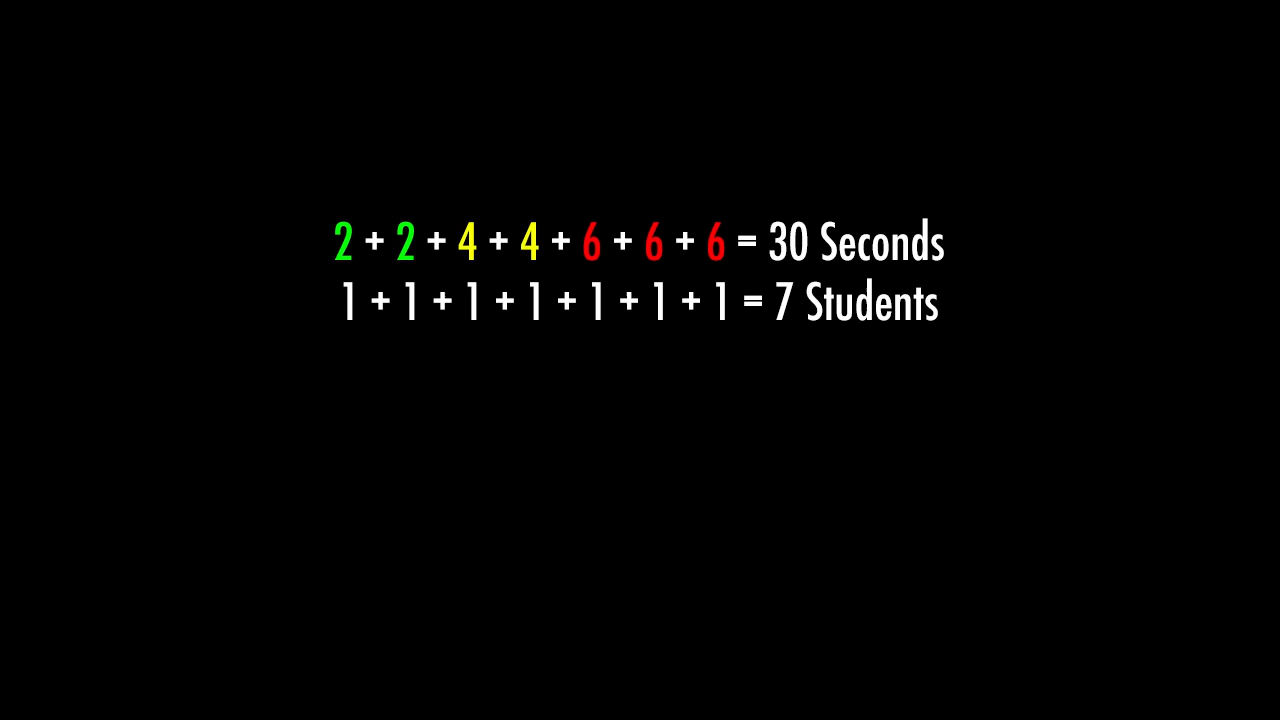 2 + 2 + 4 + 4 + 6 + 6 + 6 = 30 Seconds
1 + 1 + 1 + 1 + 1 + 1 + 1 = 7 Students